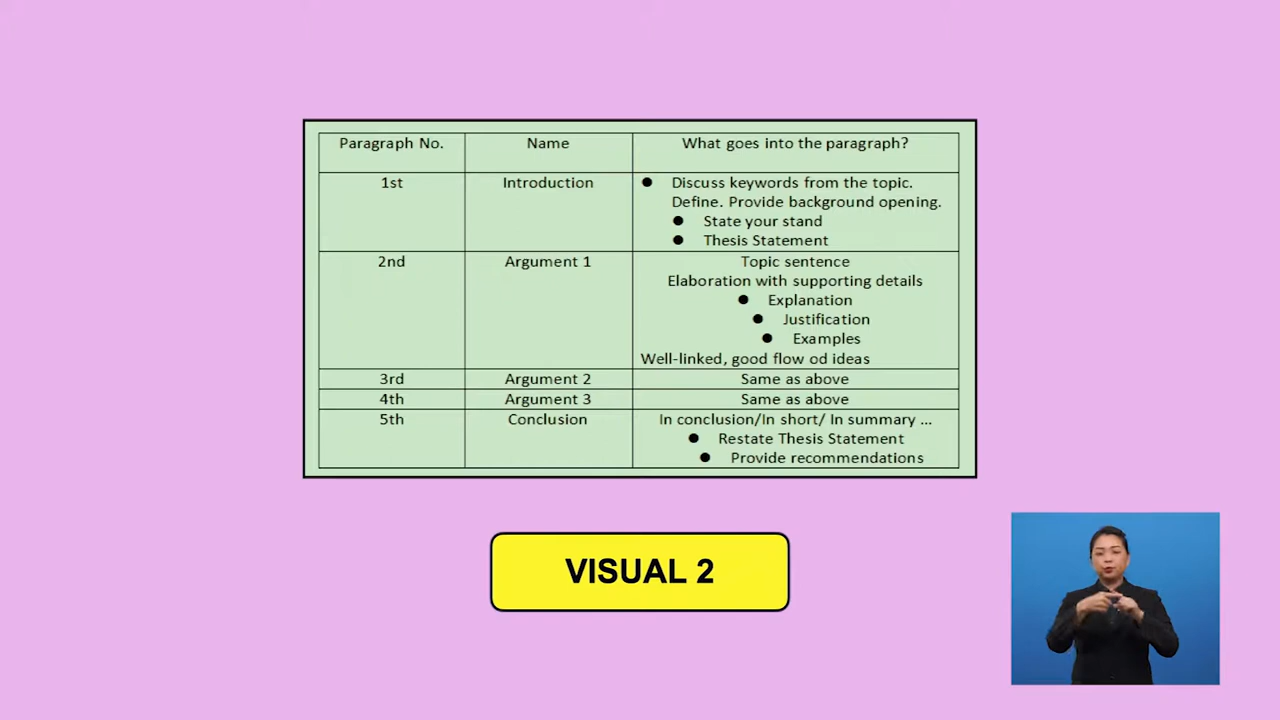 Paragraph No. Name What goes into the paragraph?
1st Introduction ● Discuss keywords from the topic.
Define. Provide background opening.
● State your stand
● Thesis Statement
2nd Argument 1 Topic sentence
Elaboration with supporting details
● Explanation
● Justification
● Examples
Well-linked, good flow od ideas
3rd Argument 2 Same as above
4th Argument 3 Same as above
5th Conclusion In conclusion/In short/ In summary ...
● Restate Thesis Statement
● Provide recommendations
VISUAL 2